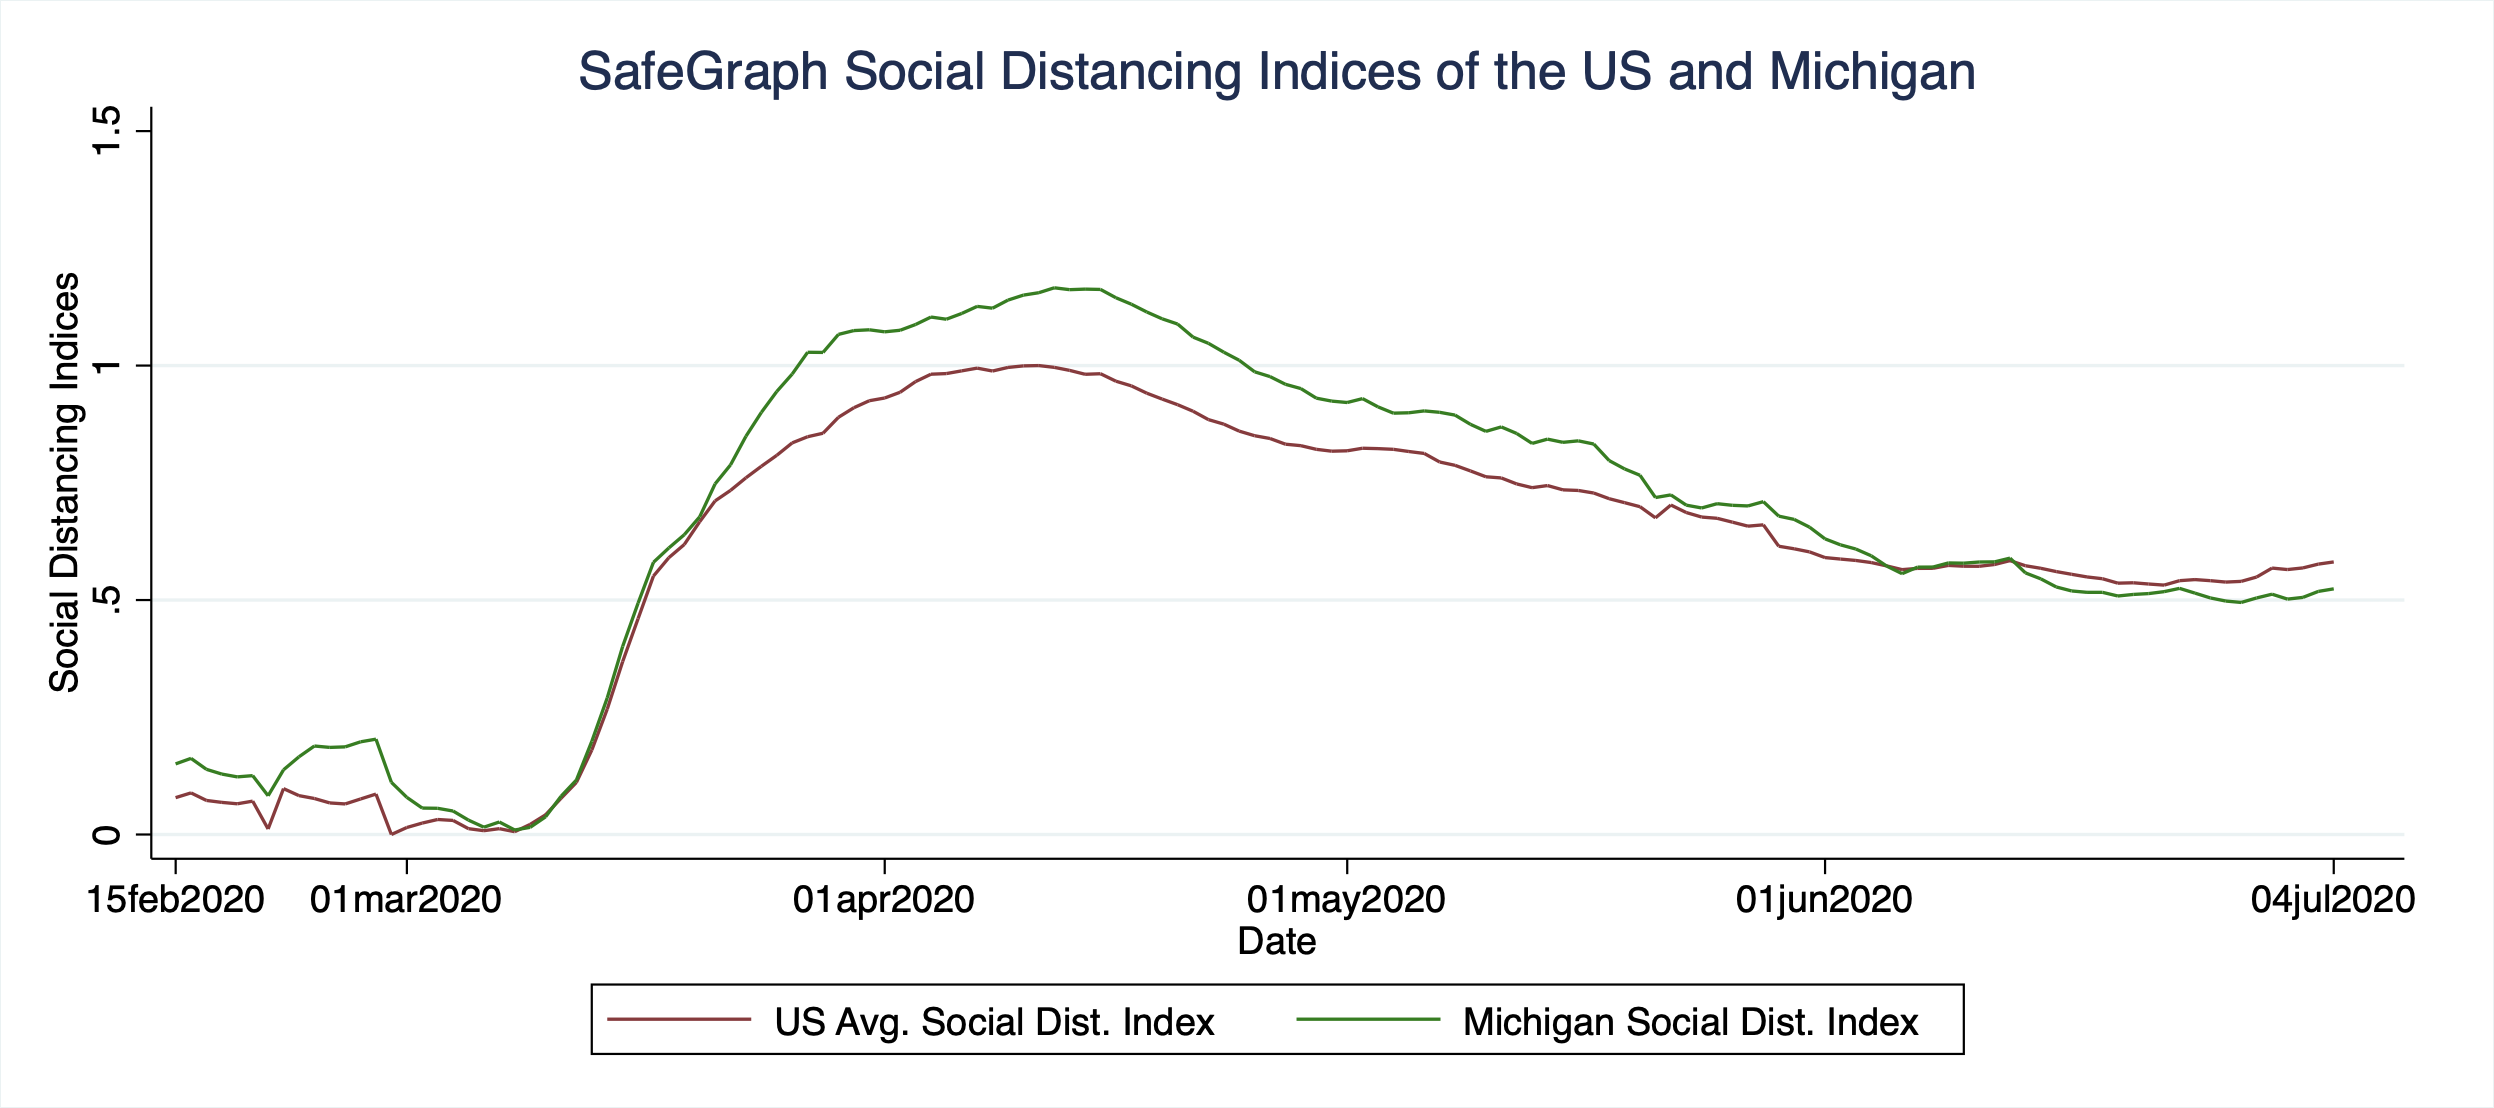 SafeGraph Social Distancing Indices of the US and Michigan
Social Distancing Indices
1.5
1
.5
0
15feb2020 01mar2020 01apr2020 01may2020 01jun2020 04jul2020
Date
US Avg. Social Dist. Index Michigan Social Dist. Index